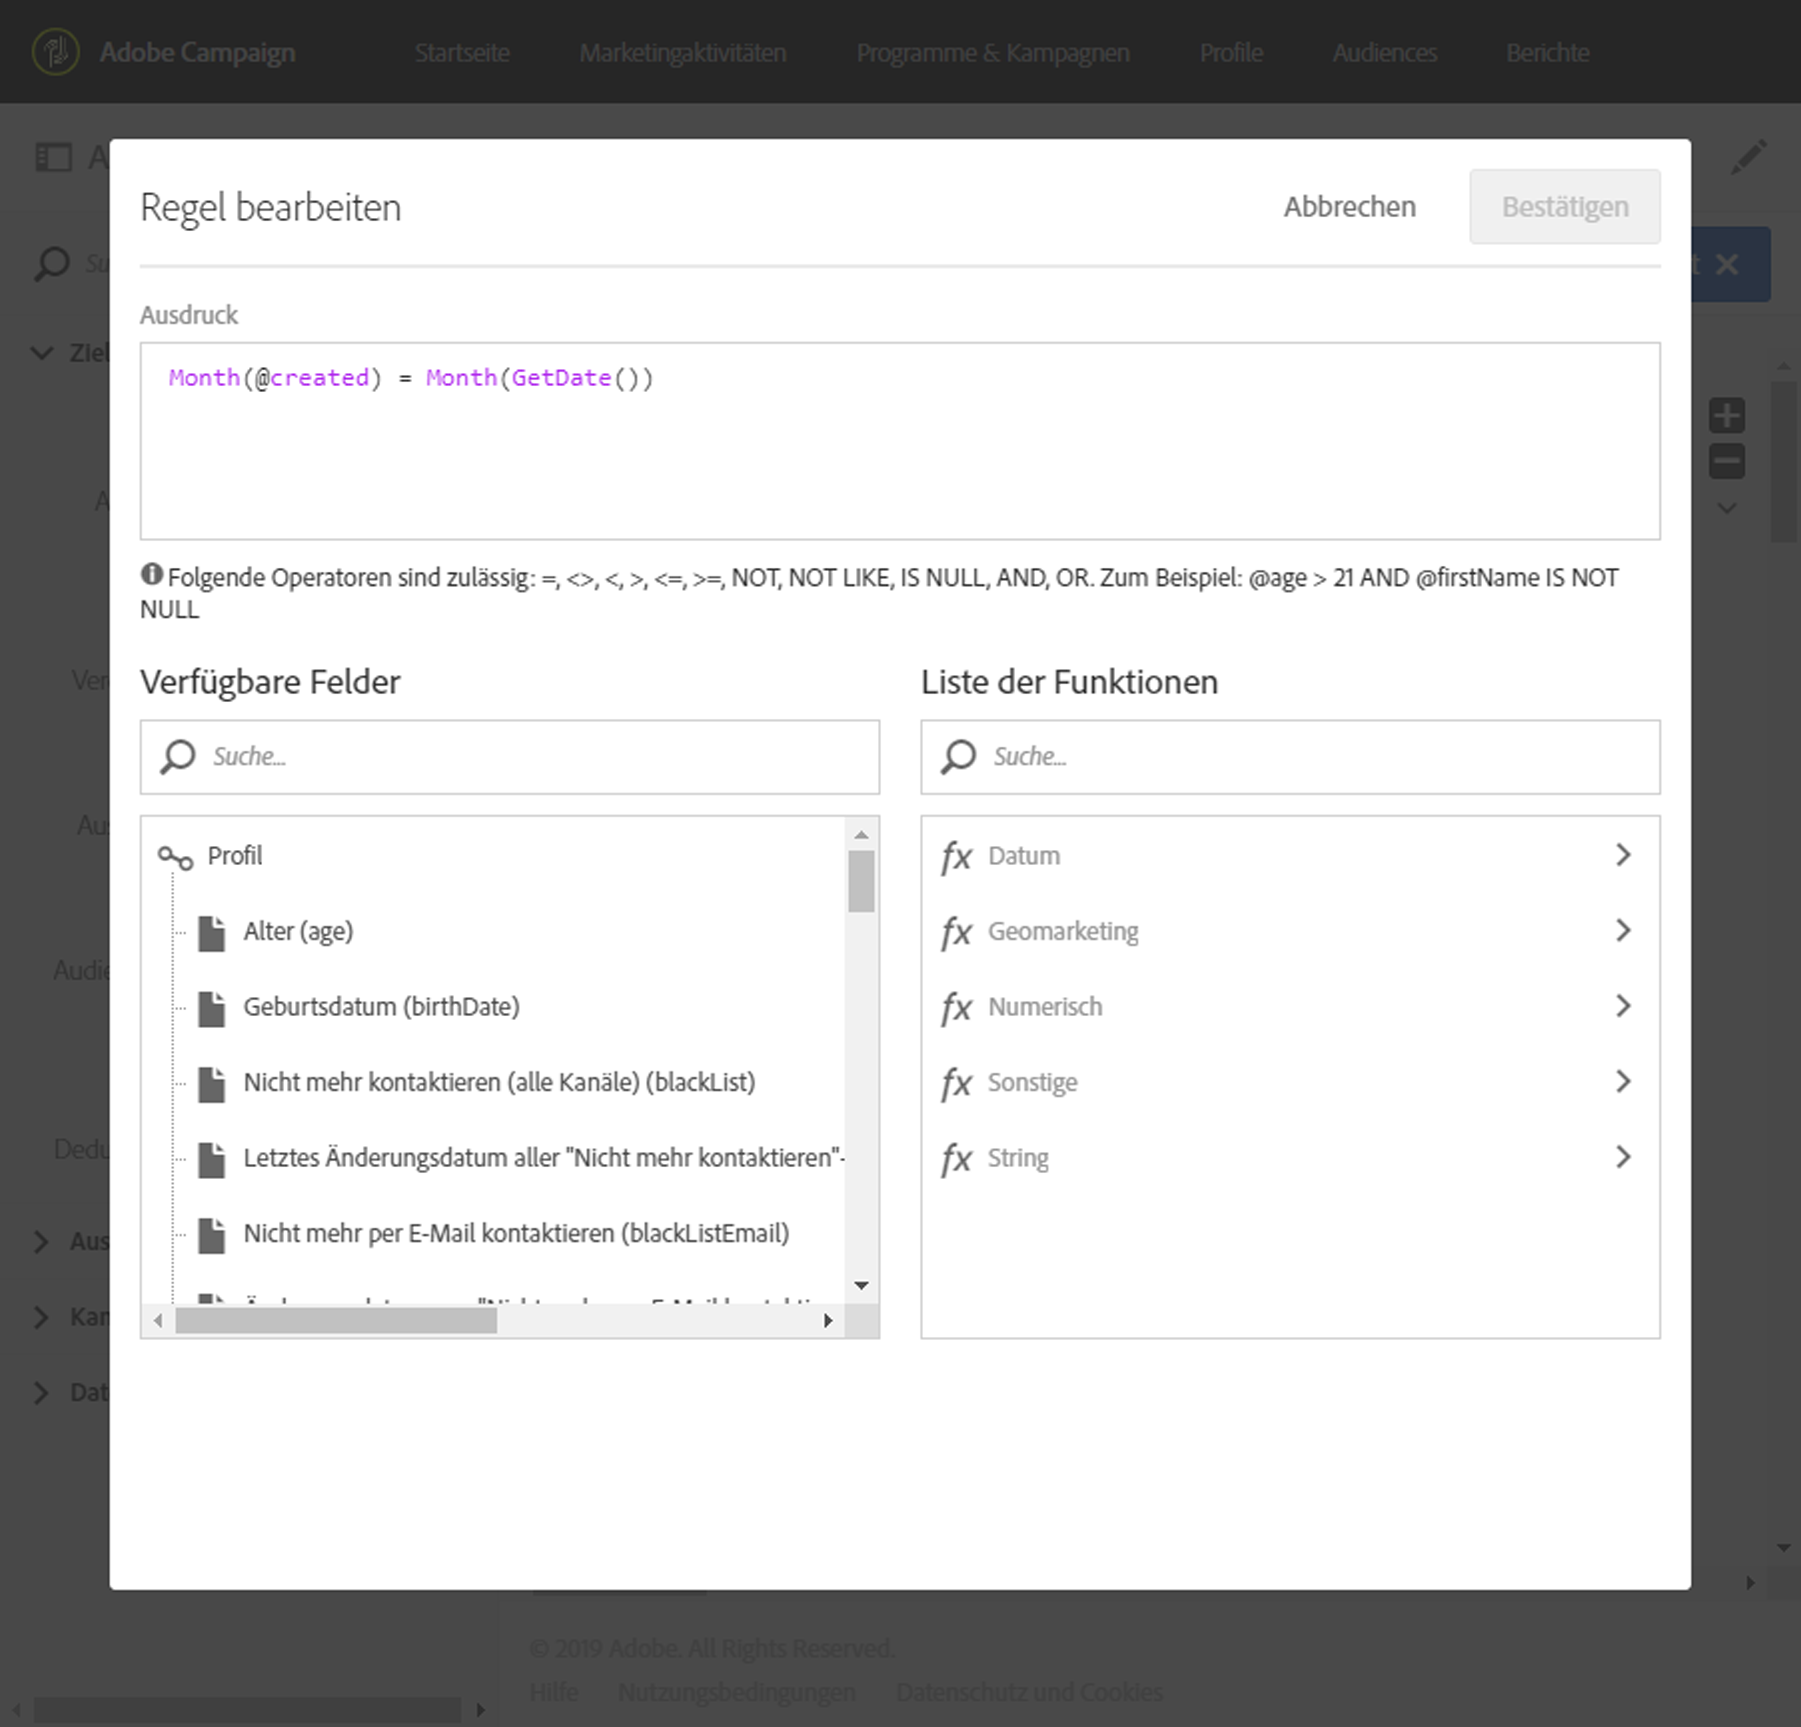 Adobe Campaign Startseite Marketingaktivitäten Programme & Kampagnen Profile Audiences Berichte
Regel bearbeiten Abbrechen Bestätigen
Ausdruck
Month(@created) = Month(GetDate())
Folgende Operatoren sind zulässig: =, <>, <, >, <=, >=, NOT, NOT LIKE, IS NULL, AND, OR. Zum Beispiel: @age > 21 AND @firstName IS NOT
NULL
Verfügbare Felder
Suche...
Profil
Alter (age)
Geburtsdatum (birthDate)
Nicht mehr kontaktieren (alle Kanäle) (blackList)
Letztes Änderungsdatum aller "Nicht mehr kontaktieren"-
Nicht mehr per E-Mail kontaktieren (blackListEmail)
Liste der Funktionen
Suche...
fx Datum
fx Geomarketing
fx Numerisch
fx Sonstige
fx String
© 2019 Adobe. All Rights Reserved.
Hilfe Nutzungsbedingungen Datenschutz und Cookies